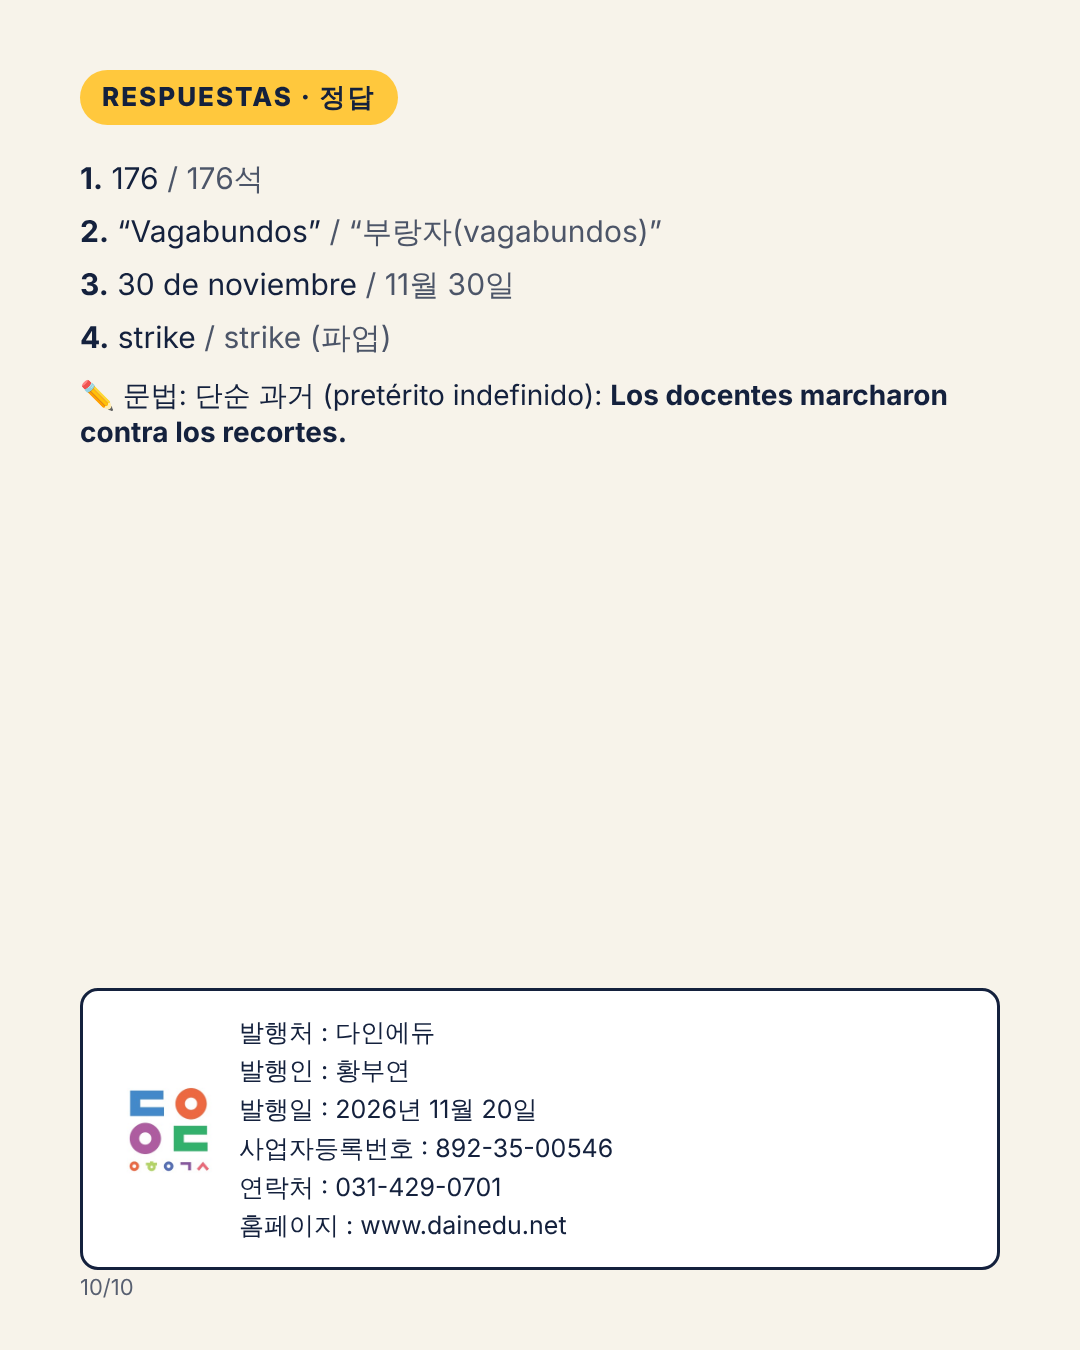 RESPUESTAS · 정답
1. 176 / 176석
2. “Vagabundos” / “부랑자(vagabundos)”
3. 30 de noviembre / 11월 30일
4. strike / strike (파업)
✏️ 문법: 단순 과거 (pretérito indefinido): Los docentes marcharon
contra los recortes.
발행처 : 다인에듀
발행인 : 황부연
발행일 : 2026년 11월 20일
사업자등록번호 : 892-35-00546
연락처 : 031-429-0701
홈페이지 : www.dainedu.net
10/10